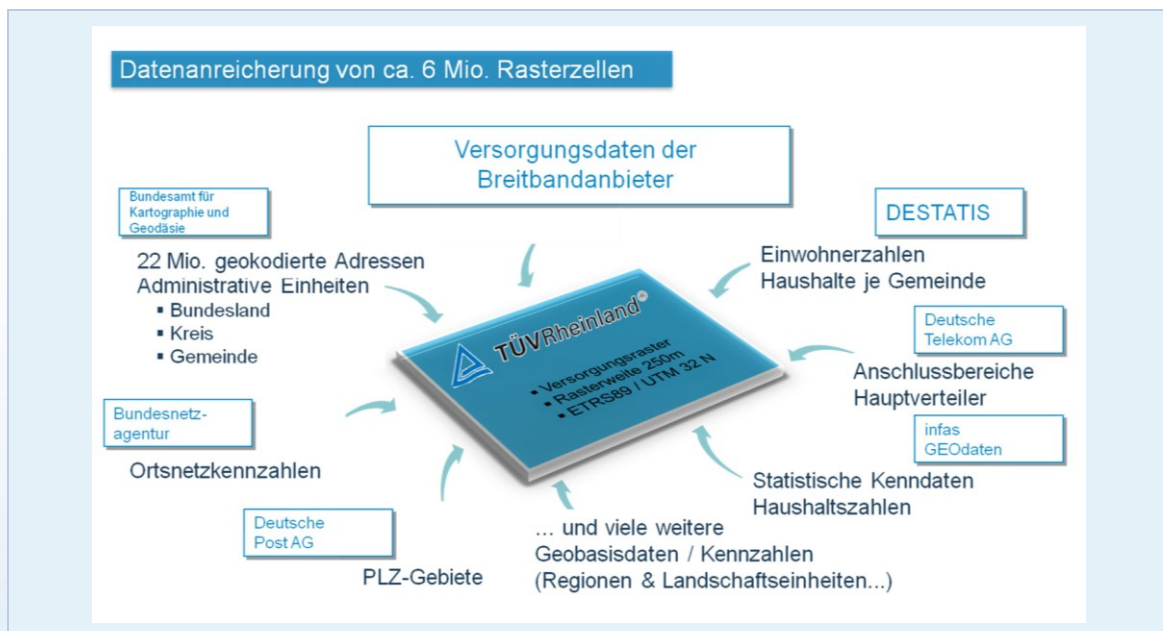 Datenanreicherung von ca. 6 Mio. Rasterzellen
Versorgungsdaten der
Breitbandanbieter
Bundesamt für
Kartographie und
Geodäsie
22 Mio. geokodierte Adressen
Administrative Einheiten
▪ Bundesland
▪ Kreis
▪ Gemeinde
DESTATIS
Einwohnerzahlen
Haushalte je Gemeinde
Deutsche
Telekom AG
Anschlussbereiche
Hauptverteiler
TÜVRheinland®
▪ Versorgungsraster
▪ Rasterweite 250m
▪ ETRS89 / UTM 32 N
Bundesnetz-
agentur
Ortsnetzkennzahlen
infas
GEOdaten
Statistische Kenndaten
Haushaltszahlen
Deutsche
Post AG
PLZ-Gebiete
... und viele weitere
Geobasisdaten / Kennzahlen
(Regionen & Landschaftseinheiten...)